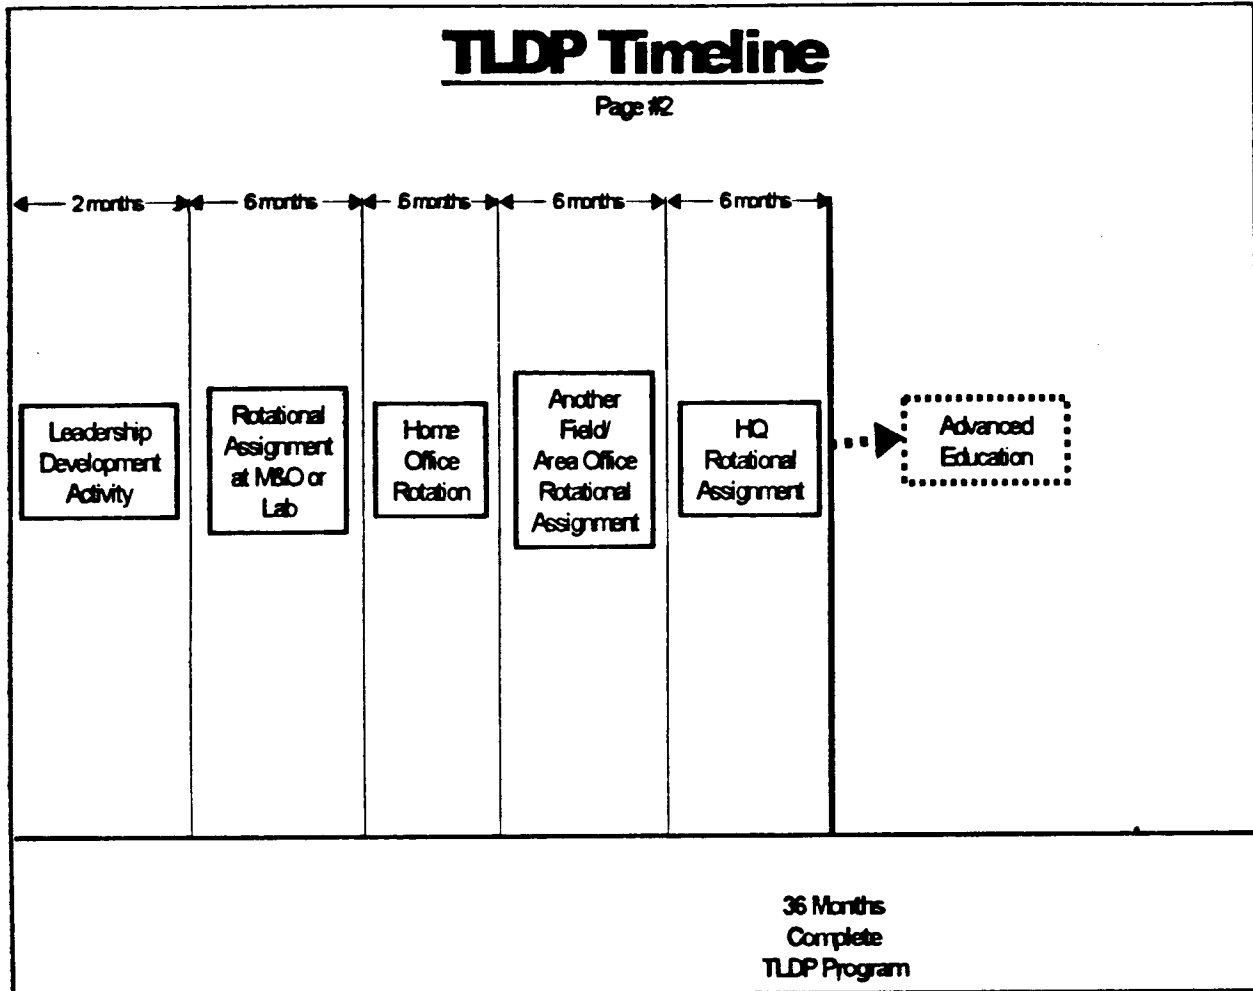 TLDP Timeline
Page #2
2 months
6 months
6 months
6 months
6 months
Leadership
Development
Activity
Rotational
Assignment
at M&O or
Lab
Home
Office
Rotation
Another
Field/
Area Office
Rotational
Assignment
HQ
Rotational
Assignment
Advanced
Education
36 Months
Complete
TLDP Program